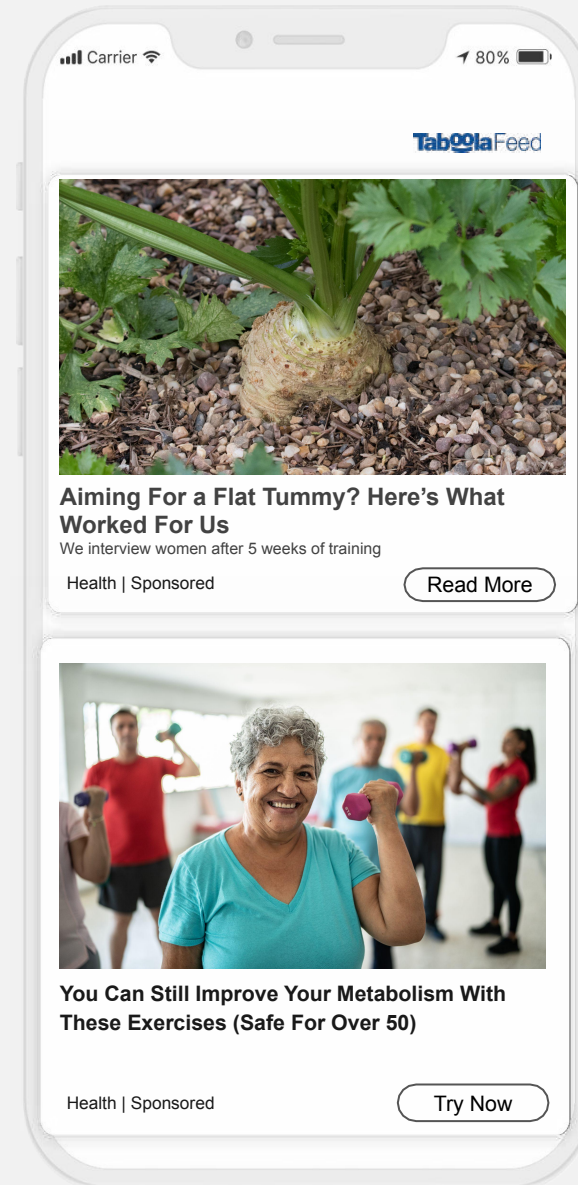 Carrier
80%
Taboola Feed
Aiming For a Flat Tummy? Here’s What
Worked For Us
We interview women after 5 weeks of training
Health | Sponsored
Read More
You Can Still Improve Your Metabolism With
These Exercises (Safe For Over 50)
Health | Sponsored
Try Now